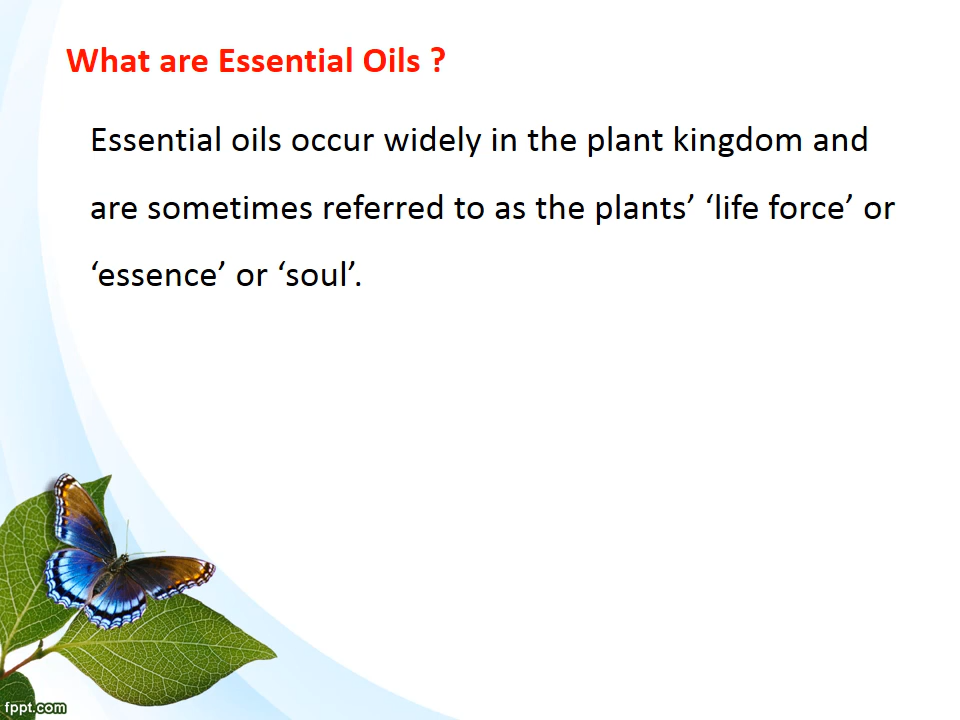 What are Essential Oils ?
Essential oils occur widely in the plant kingdom and
are sometimes referred to as the plants’ ‘life force’ or
‘essence’ or ‘soul’.
fppt.com